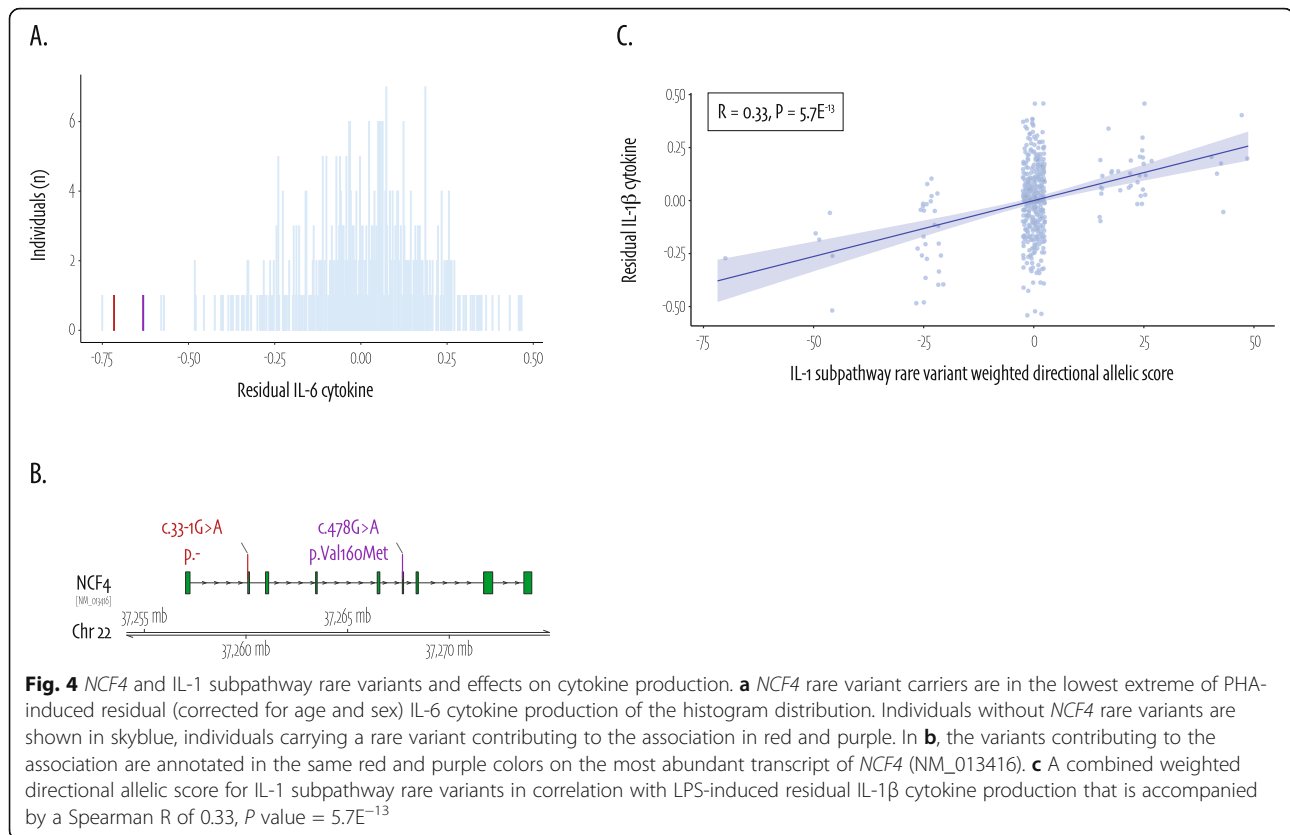 A.
6
4
2
0
Individuals (n)
-0.75
-0.50
-0.25
0.00
0.25
0.50
Residual IL-6 cytokine
C.
R = 0.33, P = 5.7E-13
0.50
0.25
0.00
-0.25
-0.50
Residual IL-1β cytokine
-75
-50
-25
0
25
50
IL-1 subpathway rare variant weighted directional allelic score
B.
c.33-1G>A
p.-
c.478G>A
p.Val160Met
NCF4
[NM_013416]
37,255 mb
37,265 mb
Chr 22
37,260 mb
37,270 mb
Fig. 4 NCF4 and IL-1 subpathway rare variants and effects on cytokine production. a NCF4 rare variant carriers are in the lowest extreme of PHA-
induced residual (corrected for age and sex) IL-6 cytokine production of the histogram distribution. Individuals without NCF4 rare variants are
shown in skyblue, individuals carrying a rare variant contributing to the association in red and purple. In b, the variants contributing to the
association are annotated in the same red and purple colors on the most abundant transcript of NCF4 (NM_013416). c A combined weighted
directional allelic score for IL-1 subpathway rare variants in correlation with LPS-induced residual IL-1β cytokine production that is accompanied
by a Spearman R of 0.33, P value = 5.7E−13